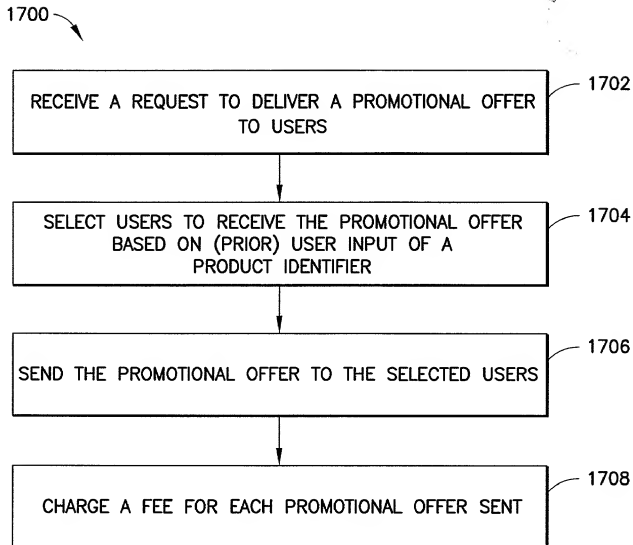 1700
RECEIVE A REQUEST TO DELIVER A PROMOTIONAL OFFER
TO USERS
1702
SELECT USERS TO RECEIVE THE PROMOTIONAL OFFER
BASED ON (PRIOR) USER INPUT OF A
PRODUCT IDENTIFIER
1704
SEND THE PROMOTIONAL OFFER TO THE SELECTED USERS
1706
CHARGE A FEE FOR EACH PROMOTIONAL OFFER SENT
1708